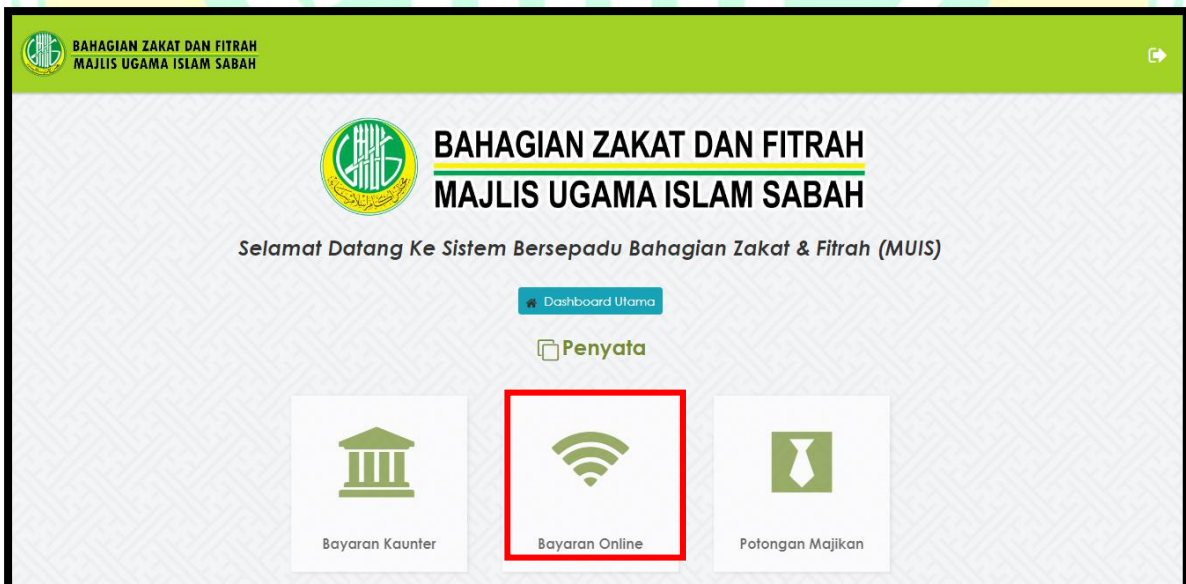 BAHAGIAN ZAKAT DAN FITRAH
MAJLIS UGAMA ISLAM SABAH
BAHAGIAN ZAKAT DAN FITRAH
MAJLIS UGAMA ISLAM SABAH
Selamat Datang Ke Sistem Bersepadu Bahagian Zakat & Fitrah (MUIS)
Dashboard Utama
Penyata
Bayaran Kaunter
Bayaran Online
Potongan Majikan